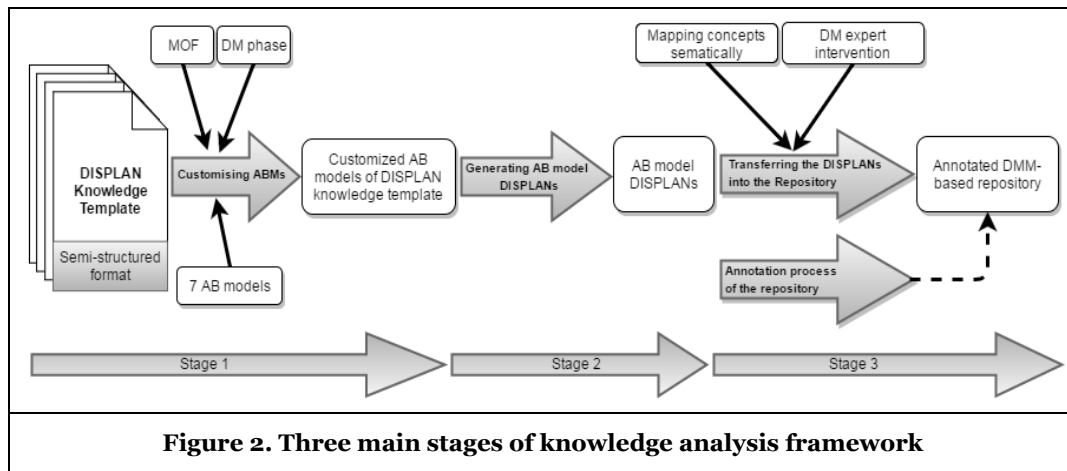 MOF
DM phase
Mapping concepts
sematically
DM expert
intervention
DISPLAN
Knowledge
Template
Semi-structured
format
Customising ABMs
7 AB models
Customized AB
models of DISPLAN
knowledge template
Generating AB model
DISPLANs
AB model
DISPLANs
Transferring the DISPLANs
into the Repository
Annotated DMM-
based repository
Annotation process
of the repository
Stage 1
Stage 2
Stage 3
Figure 2. Three main stages of knowledge analysis framework